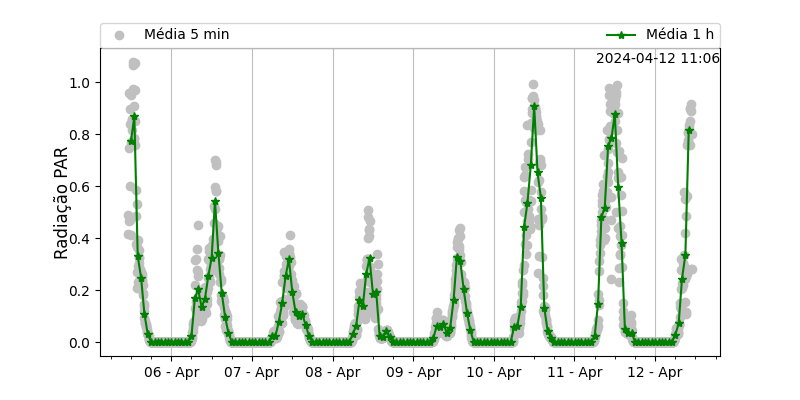 Média 5 min
Média 1 h
2024-04-12 11:06
Radiação PAR
1.0
0.8
0.6
0.4
0.2
0.0
06 - Apr
07 - Apr
08 - Apr
09 - Apr
10 - Apr
11 - Apr
12 - Apr